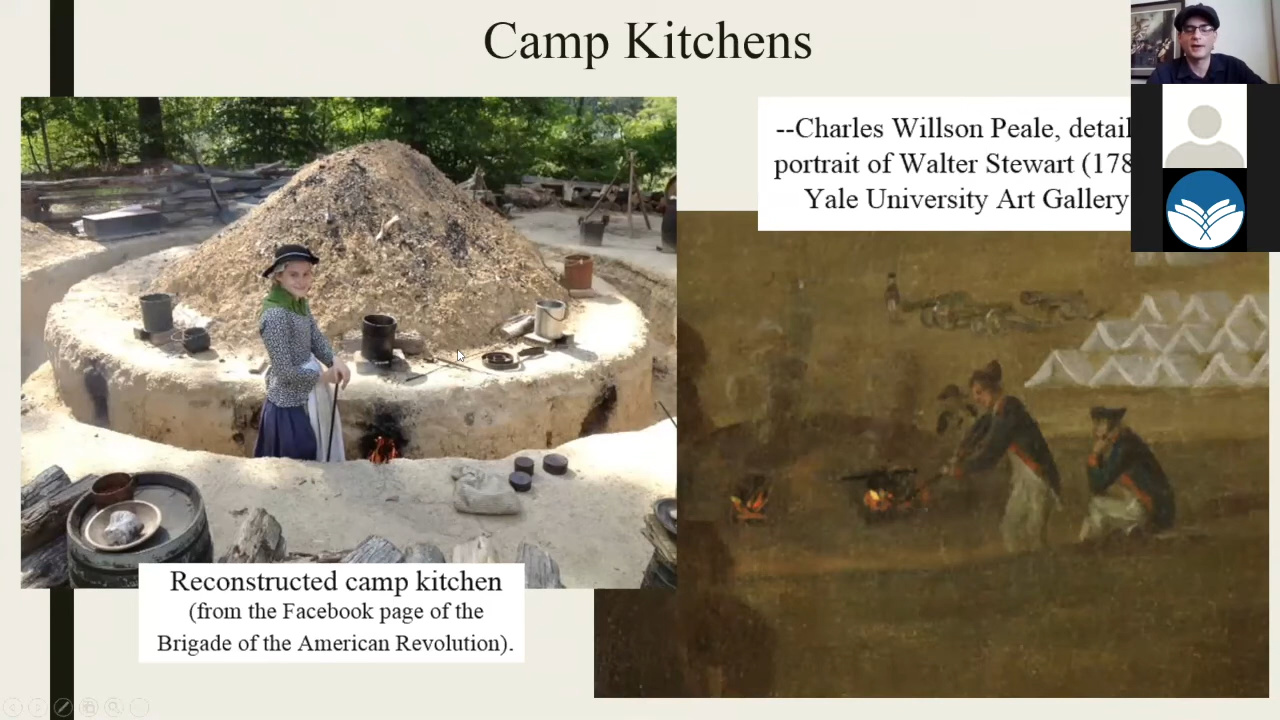 Camp Kitchens
--Charles Willson Peale, detail
portrait of Walter Stewart (178
Yale University Art Gallery
Reconstructed camp kitchen
(from the Facebook page of the
Brigade of the American Revolution).